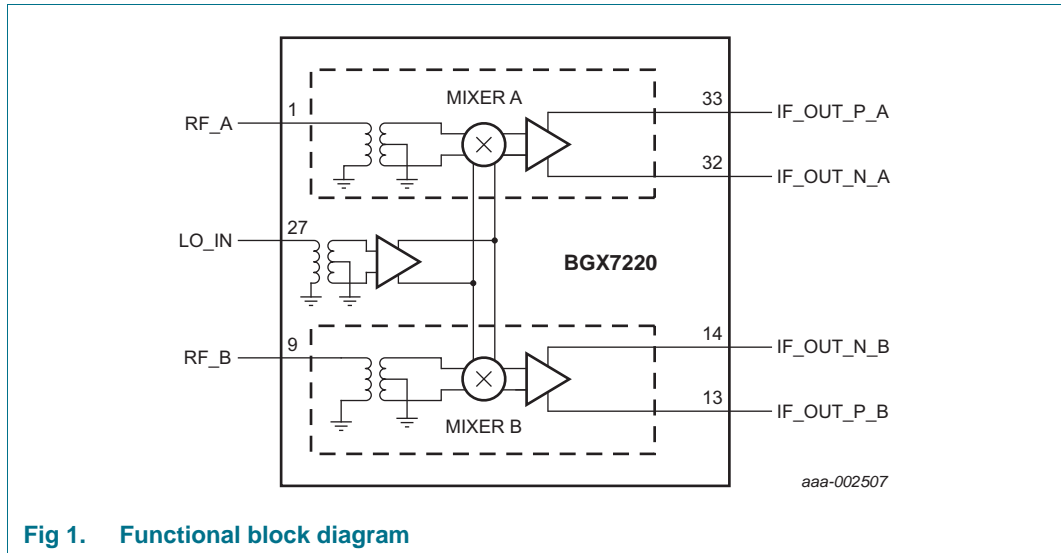 MIXER A
RF_A
1
33
IF_OUT_P_A
32
IF_OUT_N_A
LO_IN
27
BGX7220
RF_B
9
14
IF_OUT_N_B
13
IF_OUT_P_B
MIXER B
aaa-002507
Fig 1. Functional block diagram